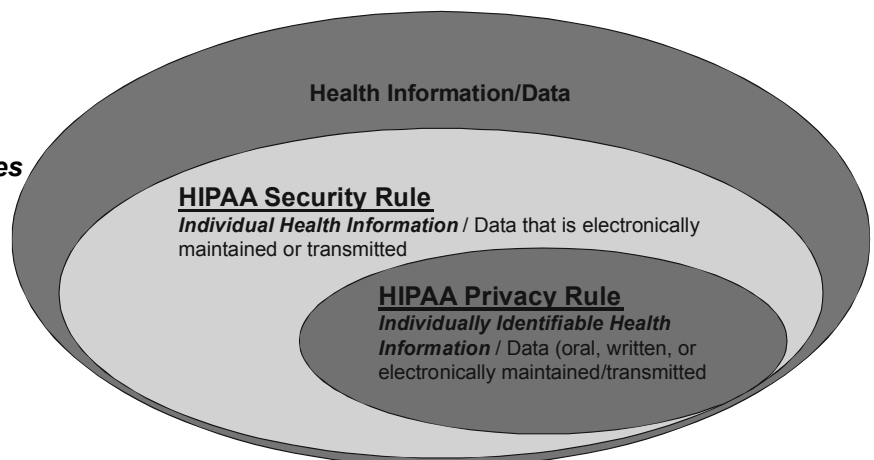 Health Information/Data
es
HIPAA Security Rule
Individual Health Information / Data that is electronically
maintained or transmitted
HIPAA Privacy Rule
Individually Identifiable Health
Information / Data (oral, written, or
electronically maintained/transmitted